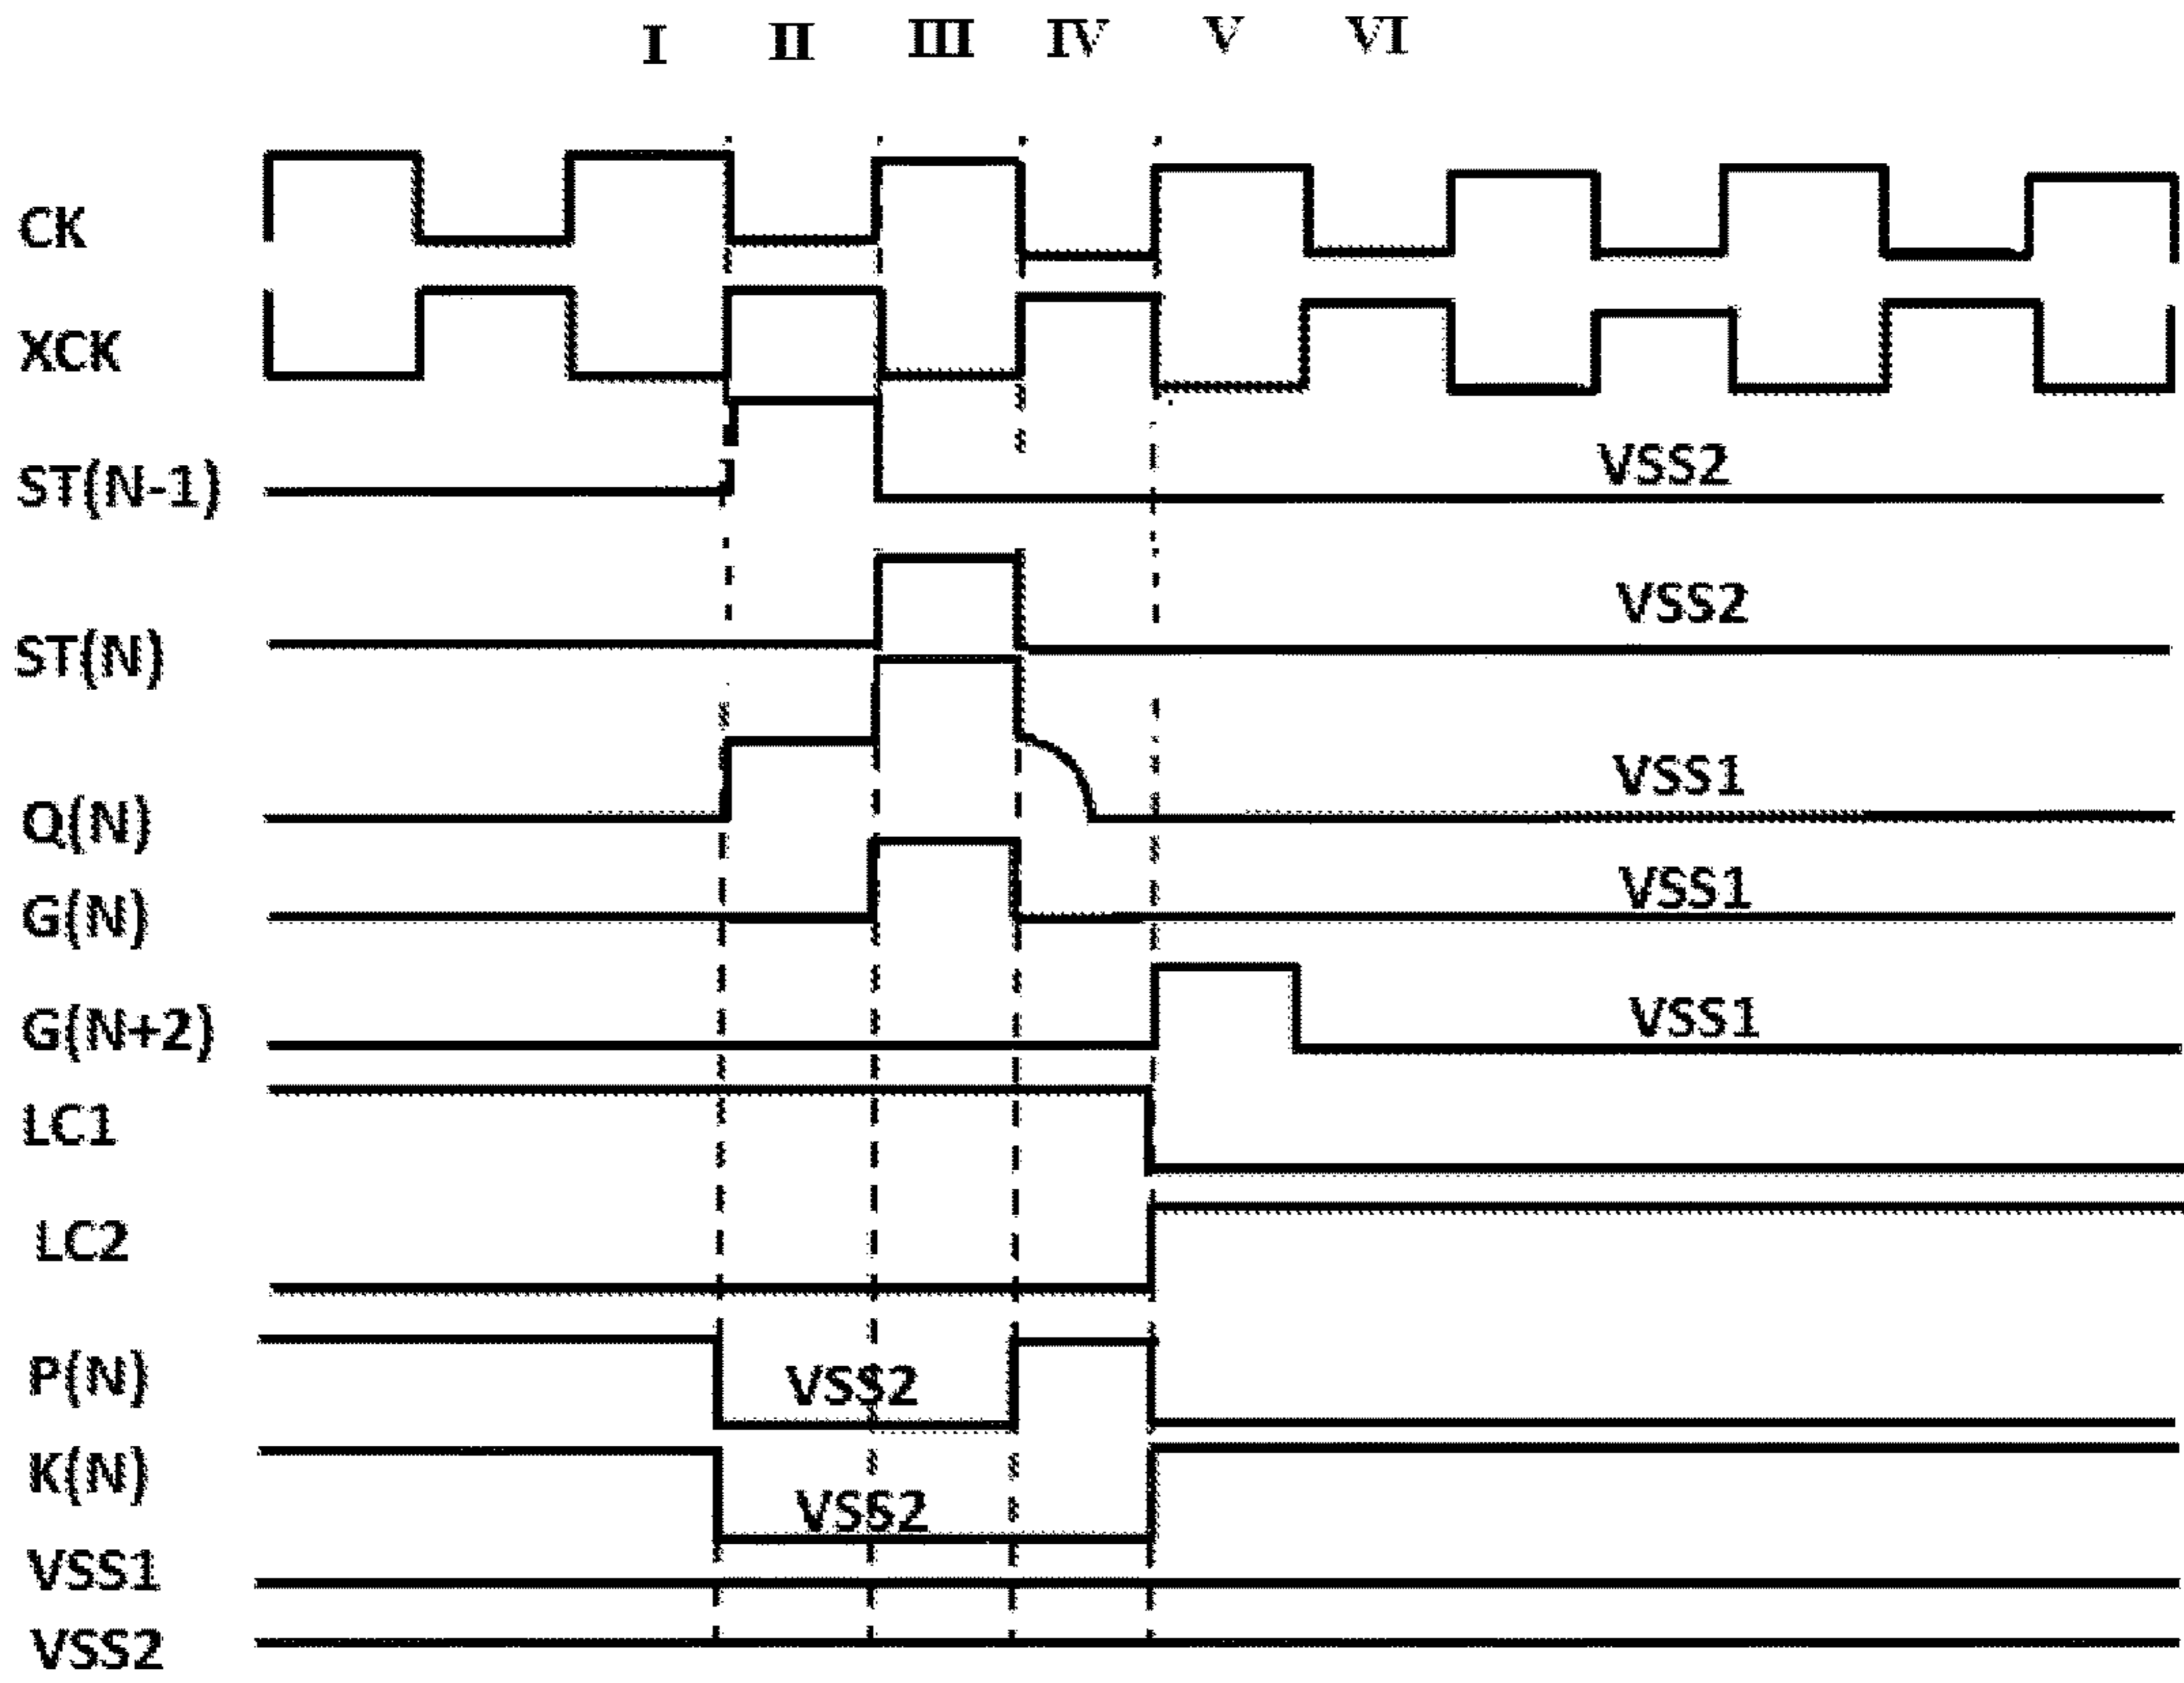 I II III IV V VI
CK
XCK
ST(N-1) VSS2
ST(N) VSS2
Q(N) VSS1
G(N) VSS1
G(N+2) VSS1
LC1
LC2
P(N) VSS2
K(N) VSS2
VSS1
VSS2